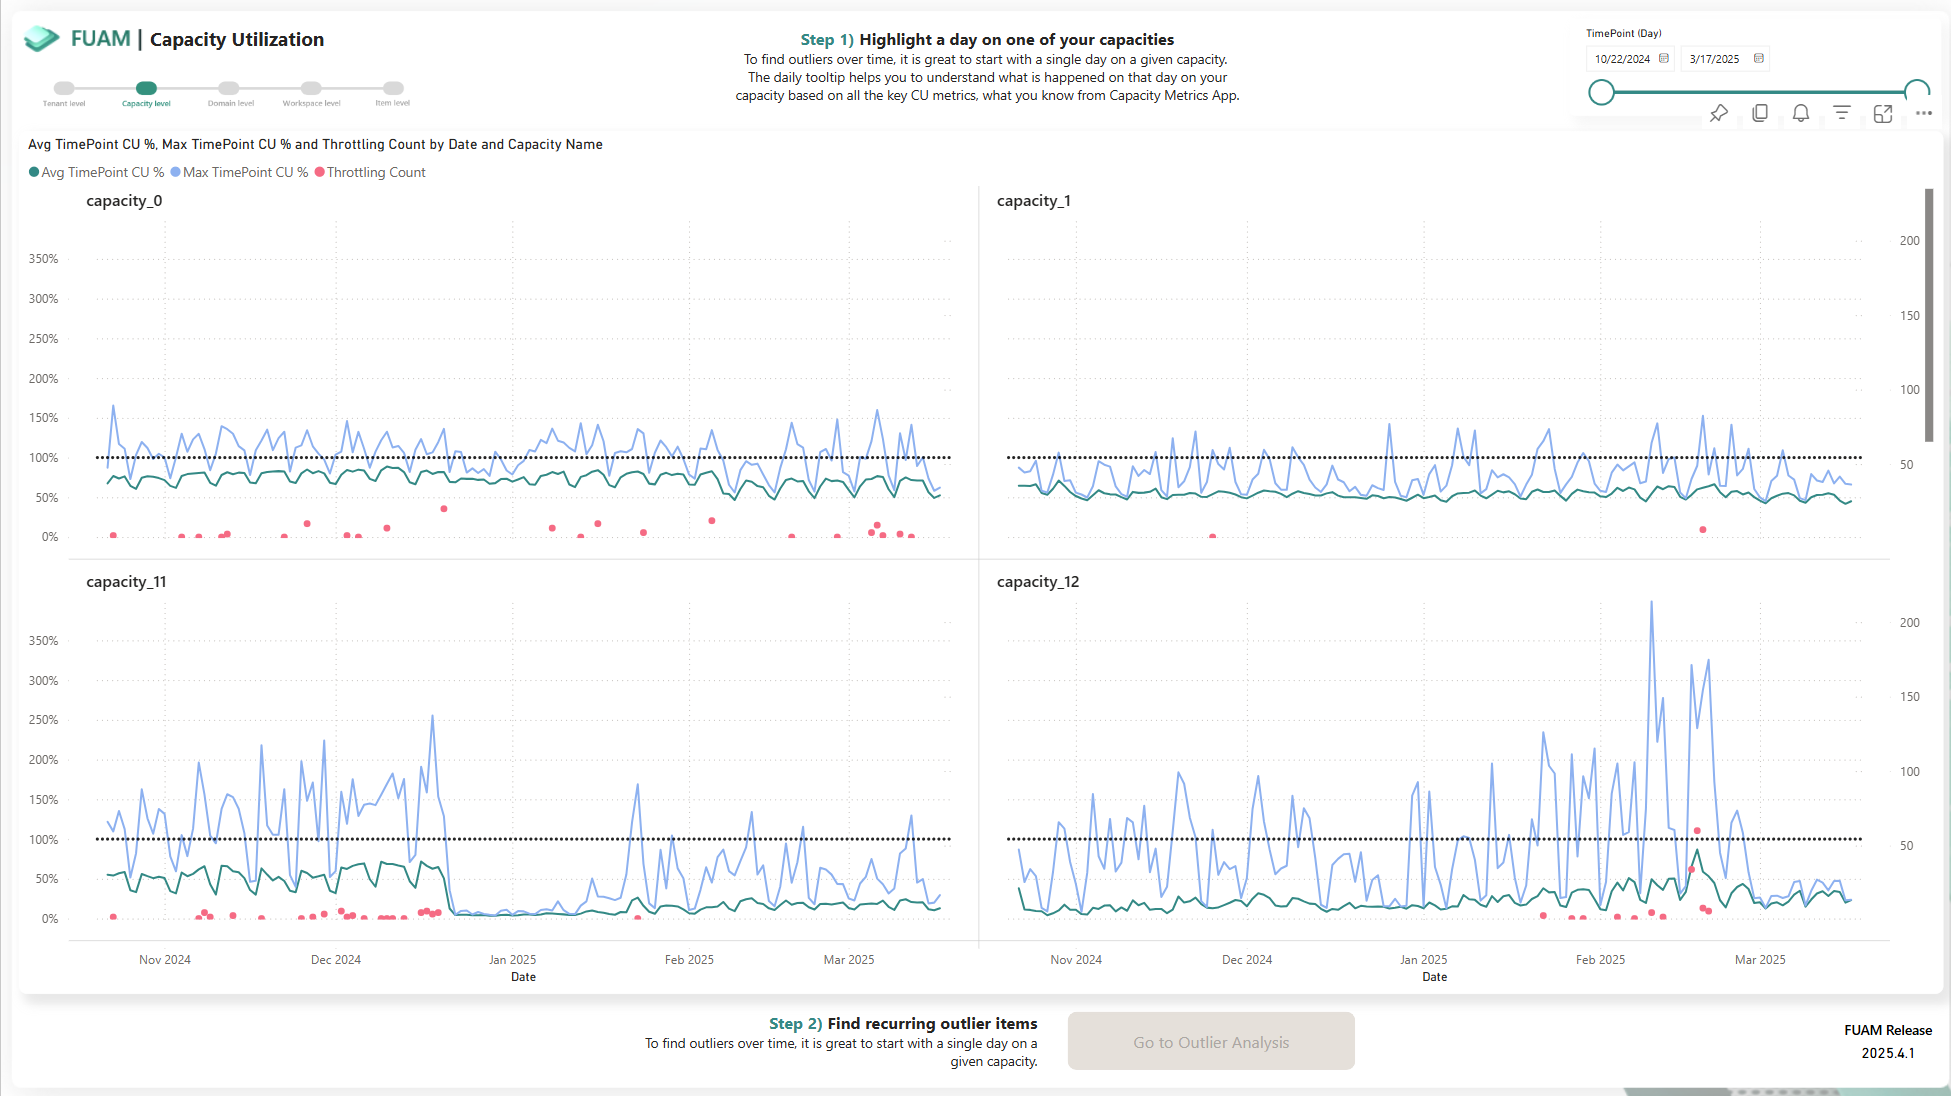 FUAM | Capacity Utilization
Tenant level
Capacity level
Domain level
Workspace level
Item level
Step 1) Highlight a day on one of your capacities
To find outliers over time, it is great to start with a single day on a given capacity.
The daily tooltip helps you to understand what is happened on that day on your
capacity based on all the key CU metrics, what you know from Capacity Metrics App.
TimePoint (Day)
10/22/2024
3/17/2025
Avg TimePoint CU %, Max TimePoint CU % and Throttling Count by Date and Capacity Name
Avg TimePoint CU %
Max TimePoint CU %
Throttling Count
capacity_0
capacity_1
350%
300%
250%
200%
150%
100%
50%
0%
200
150
100
50
capacity_11
capacity_12
350%
300%
250%
200%
150%
100%
50%
0%
200
150
100
50
Nov 2024
Dec 2024
Jan 2025
Feb 2025
Mar 2025
Date
Nov 2024
Dec 2024
Jan 2025
Feb 2025
Mar 2025
Date
Step 2) Find recurring outlier items
To find outliers over time, it is great to start with a single day on a
given capacity.
Go to Outlier Analysis
FUAM Release
2025.4.1